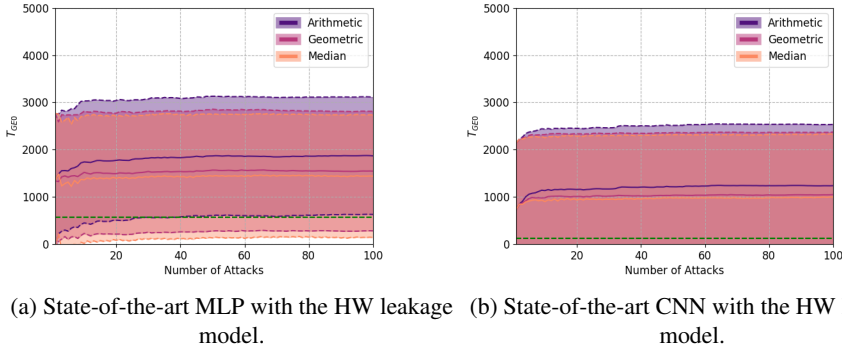 5000
4000
3000
2000
1000
0
T_GE0
20 40 60 80 100
Number of Attacks
Arithmetic
Geometric
Median
(a) State-of-the-art MLP with the HW leakage
model.
5000
4000
3000
2000
1000
0
T_GE0
20 40 60 80 100
Number of Attacks
Arithmetic
Geometric
Median
(b) State-of-the-art CNN with the HW
model.